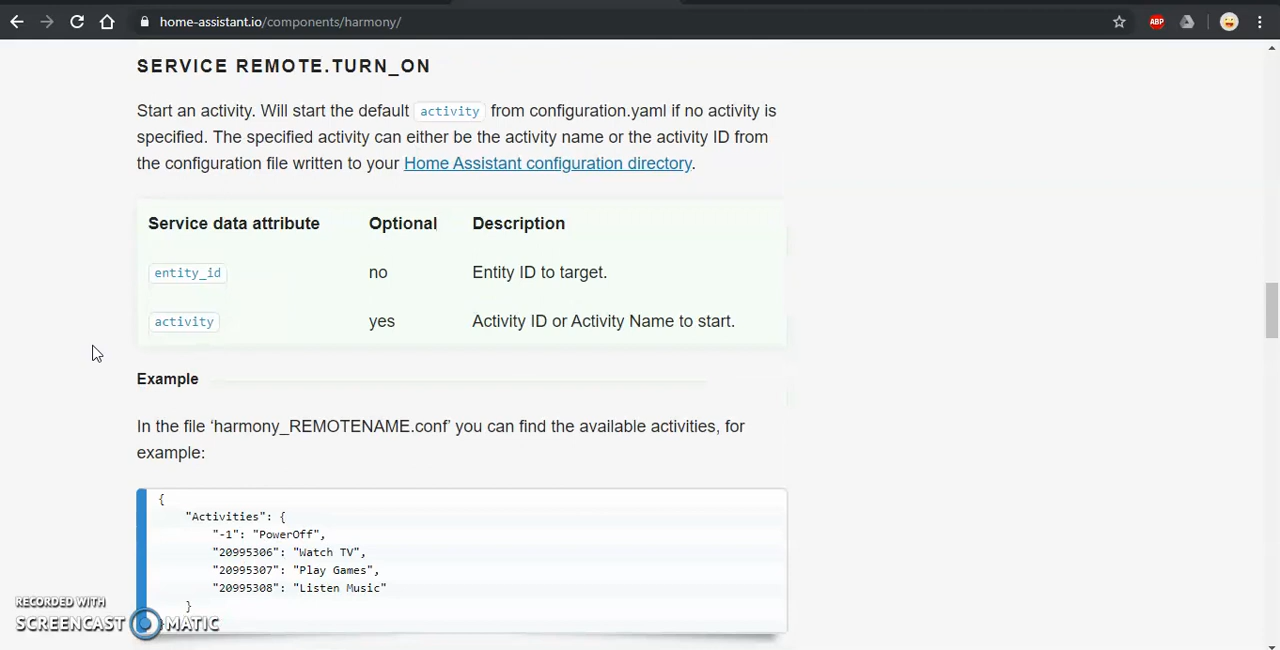 home-assistant.io/components/harmony/
ABP
SERVICE REMOTE.TURN_ON
Start an activity. Will start the default activity from configuration.yaml if no activity is
specified. The specified activity can either be the activity name or the activity ID from
the configuration file written to your Home Assistant configuration directory.
Service data attribute Optional Description
entity_id no Entity ID to target.
activity yes Activity ID or Activity Name to start.
Example
In the file ‘harmony_REMOTENAME.conf’ you can find the available activities, for
example:
{
"Activities": {
"-1": "PowerOff",
"20995306": "Watch TV",
"20995307": "Play Games",
"20995308": "Listen Music"
}
RECORDED WITH
SCREENCAST MATIC